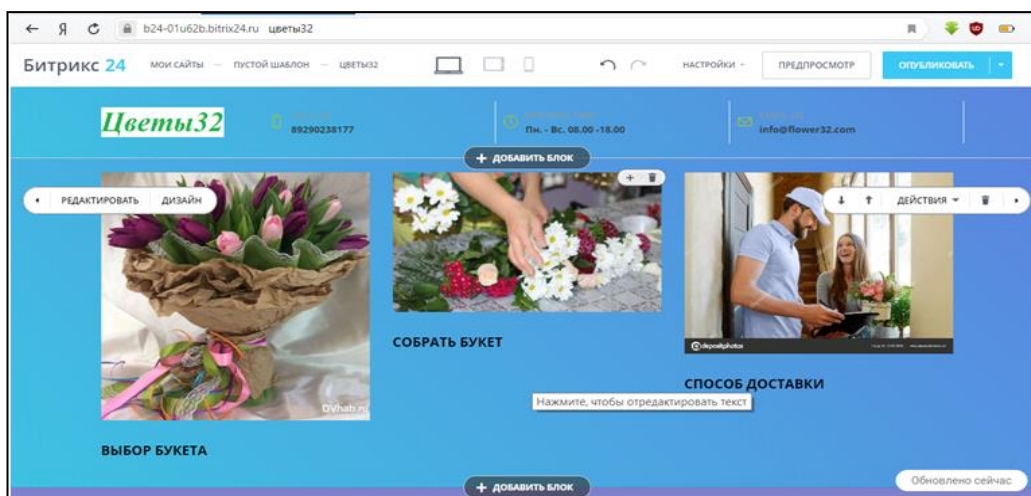 b24-01u62b.bitrix24.ru цветы32
Битрикс 24 МОИ САЙТЫ — ПУСТОЙ ШАБЛОН — ЦВЕТЫ32 НАСТРОЙКИ ПРЕДПРОСМОТР ОПУБЛИКОВАТЬ
Цветы32
89290238177
Пн. - Вс. 08.00 -18.00
info@flower32.com
+ ДОБАВИТЬ БЛОК
РЕДАКТИРОВАТЬ ДИЗАЙН
ДЕЙСТВИЯ
DVhab.ru
ВЫБОР БУКЕТА
СОБРАТЬ БУКЕТ
depositphotos
СПОСОБ ДОСТАВКИ
Нажмите, чтобы отредактировать текст
+ ДОБАВИТЬ БЛОК
Обновлено сейчас